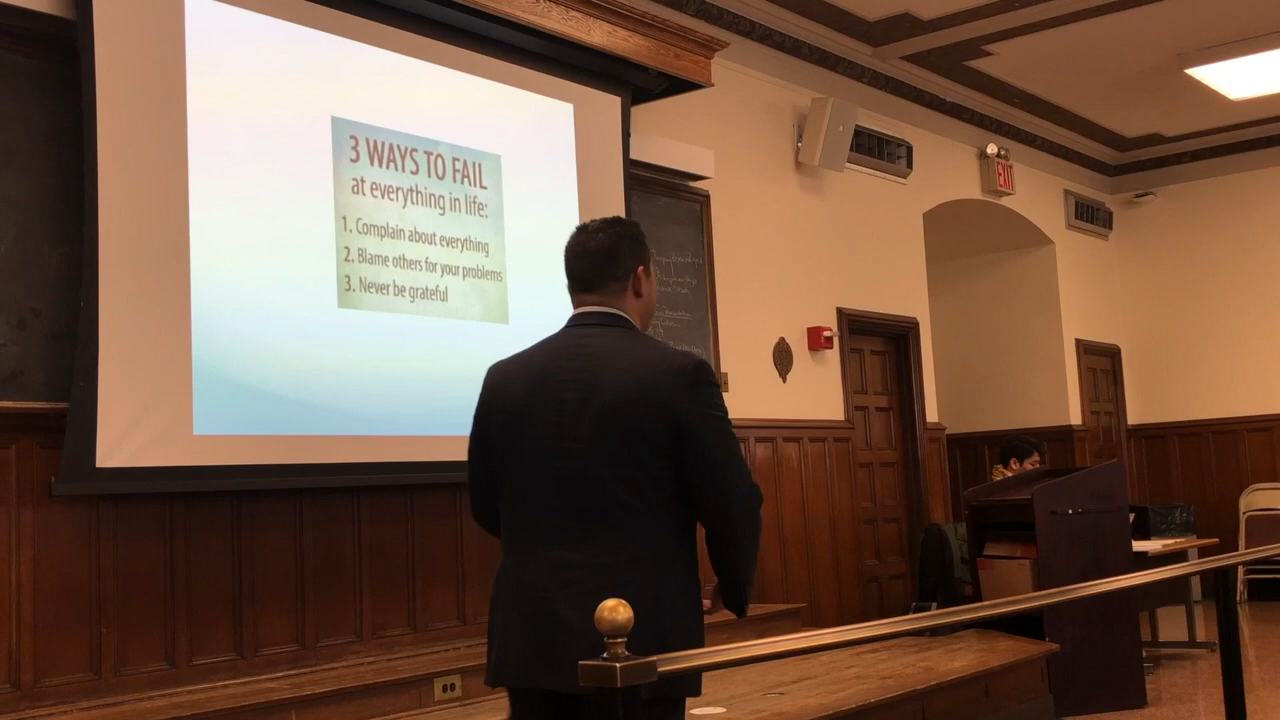 3 WAYS TO FAIL
at everything in life:
1. Complain about everything
2. Blame others for your problems
3. Never be grateful
EXIT